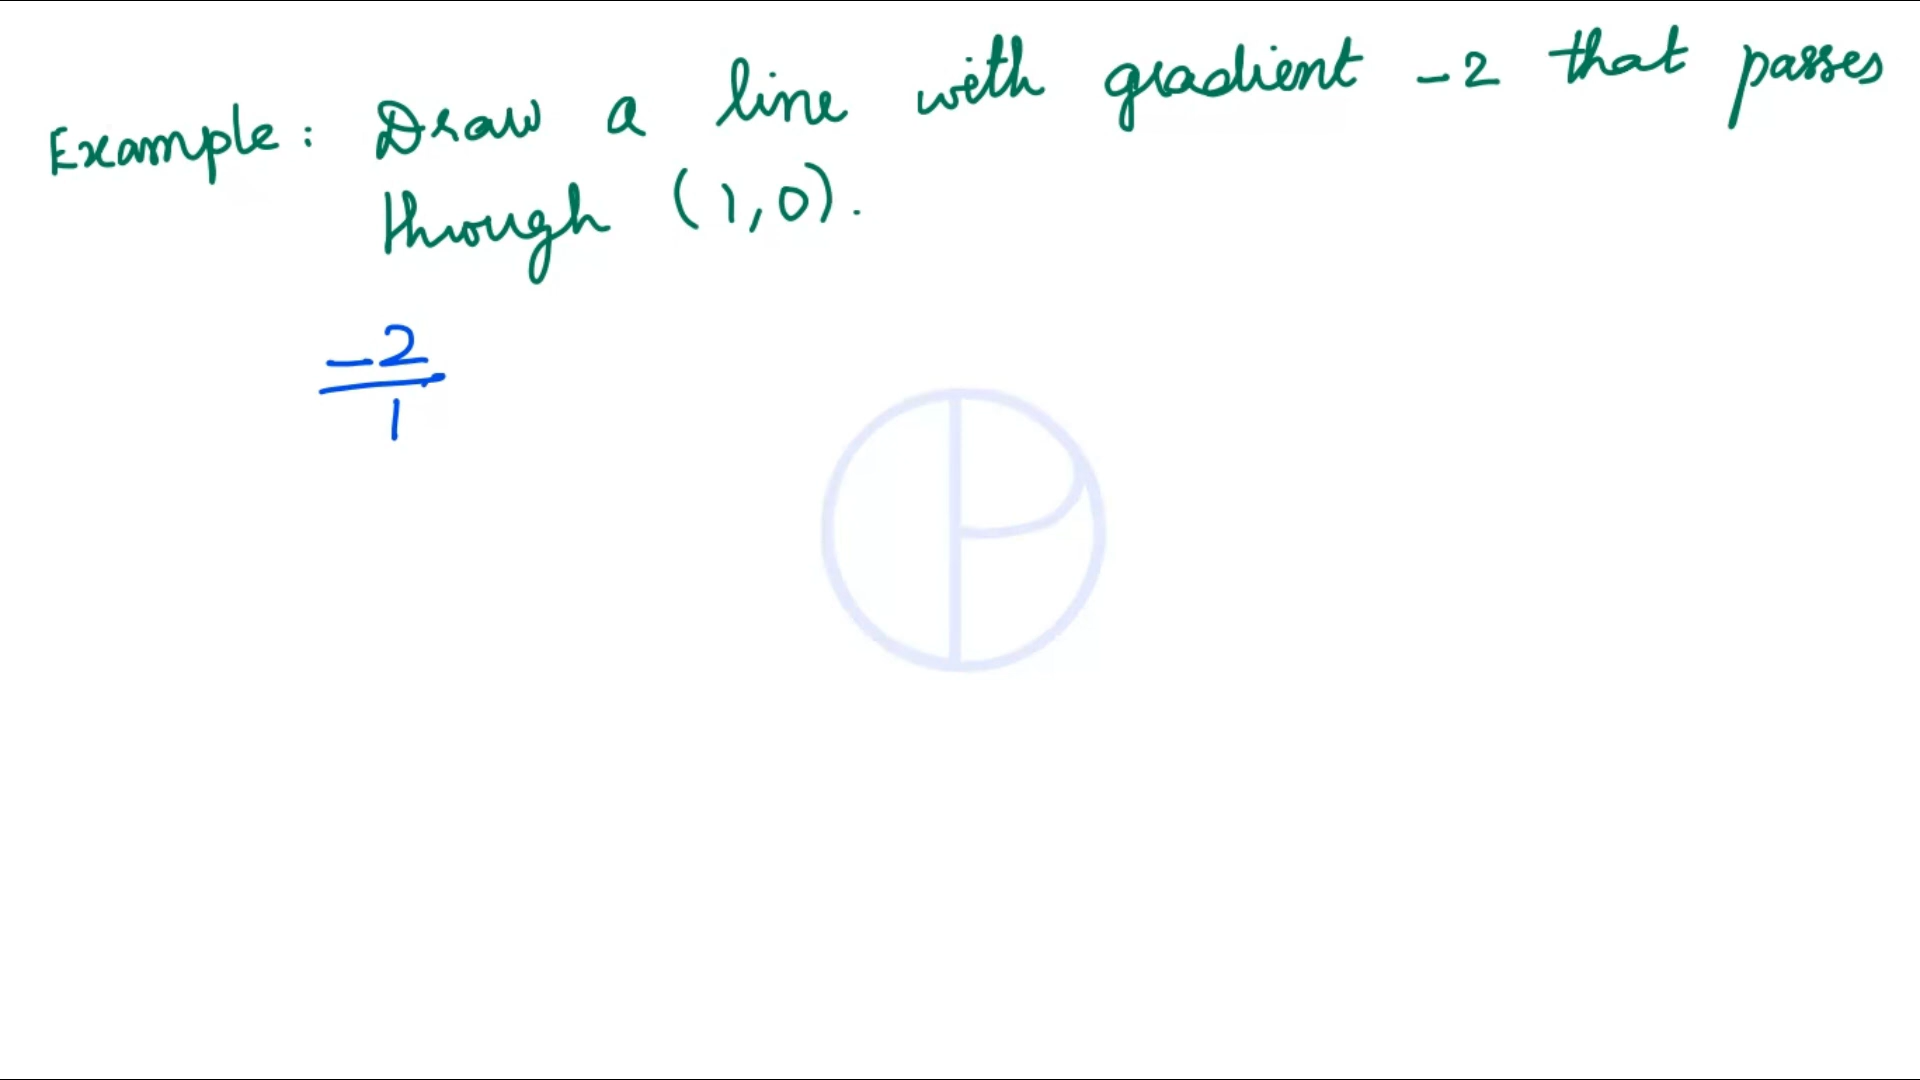 Example: Draw a line with gradient -2 that passes
through (1,0).
-2
1